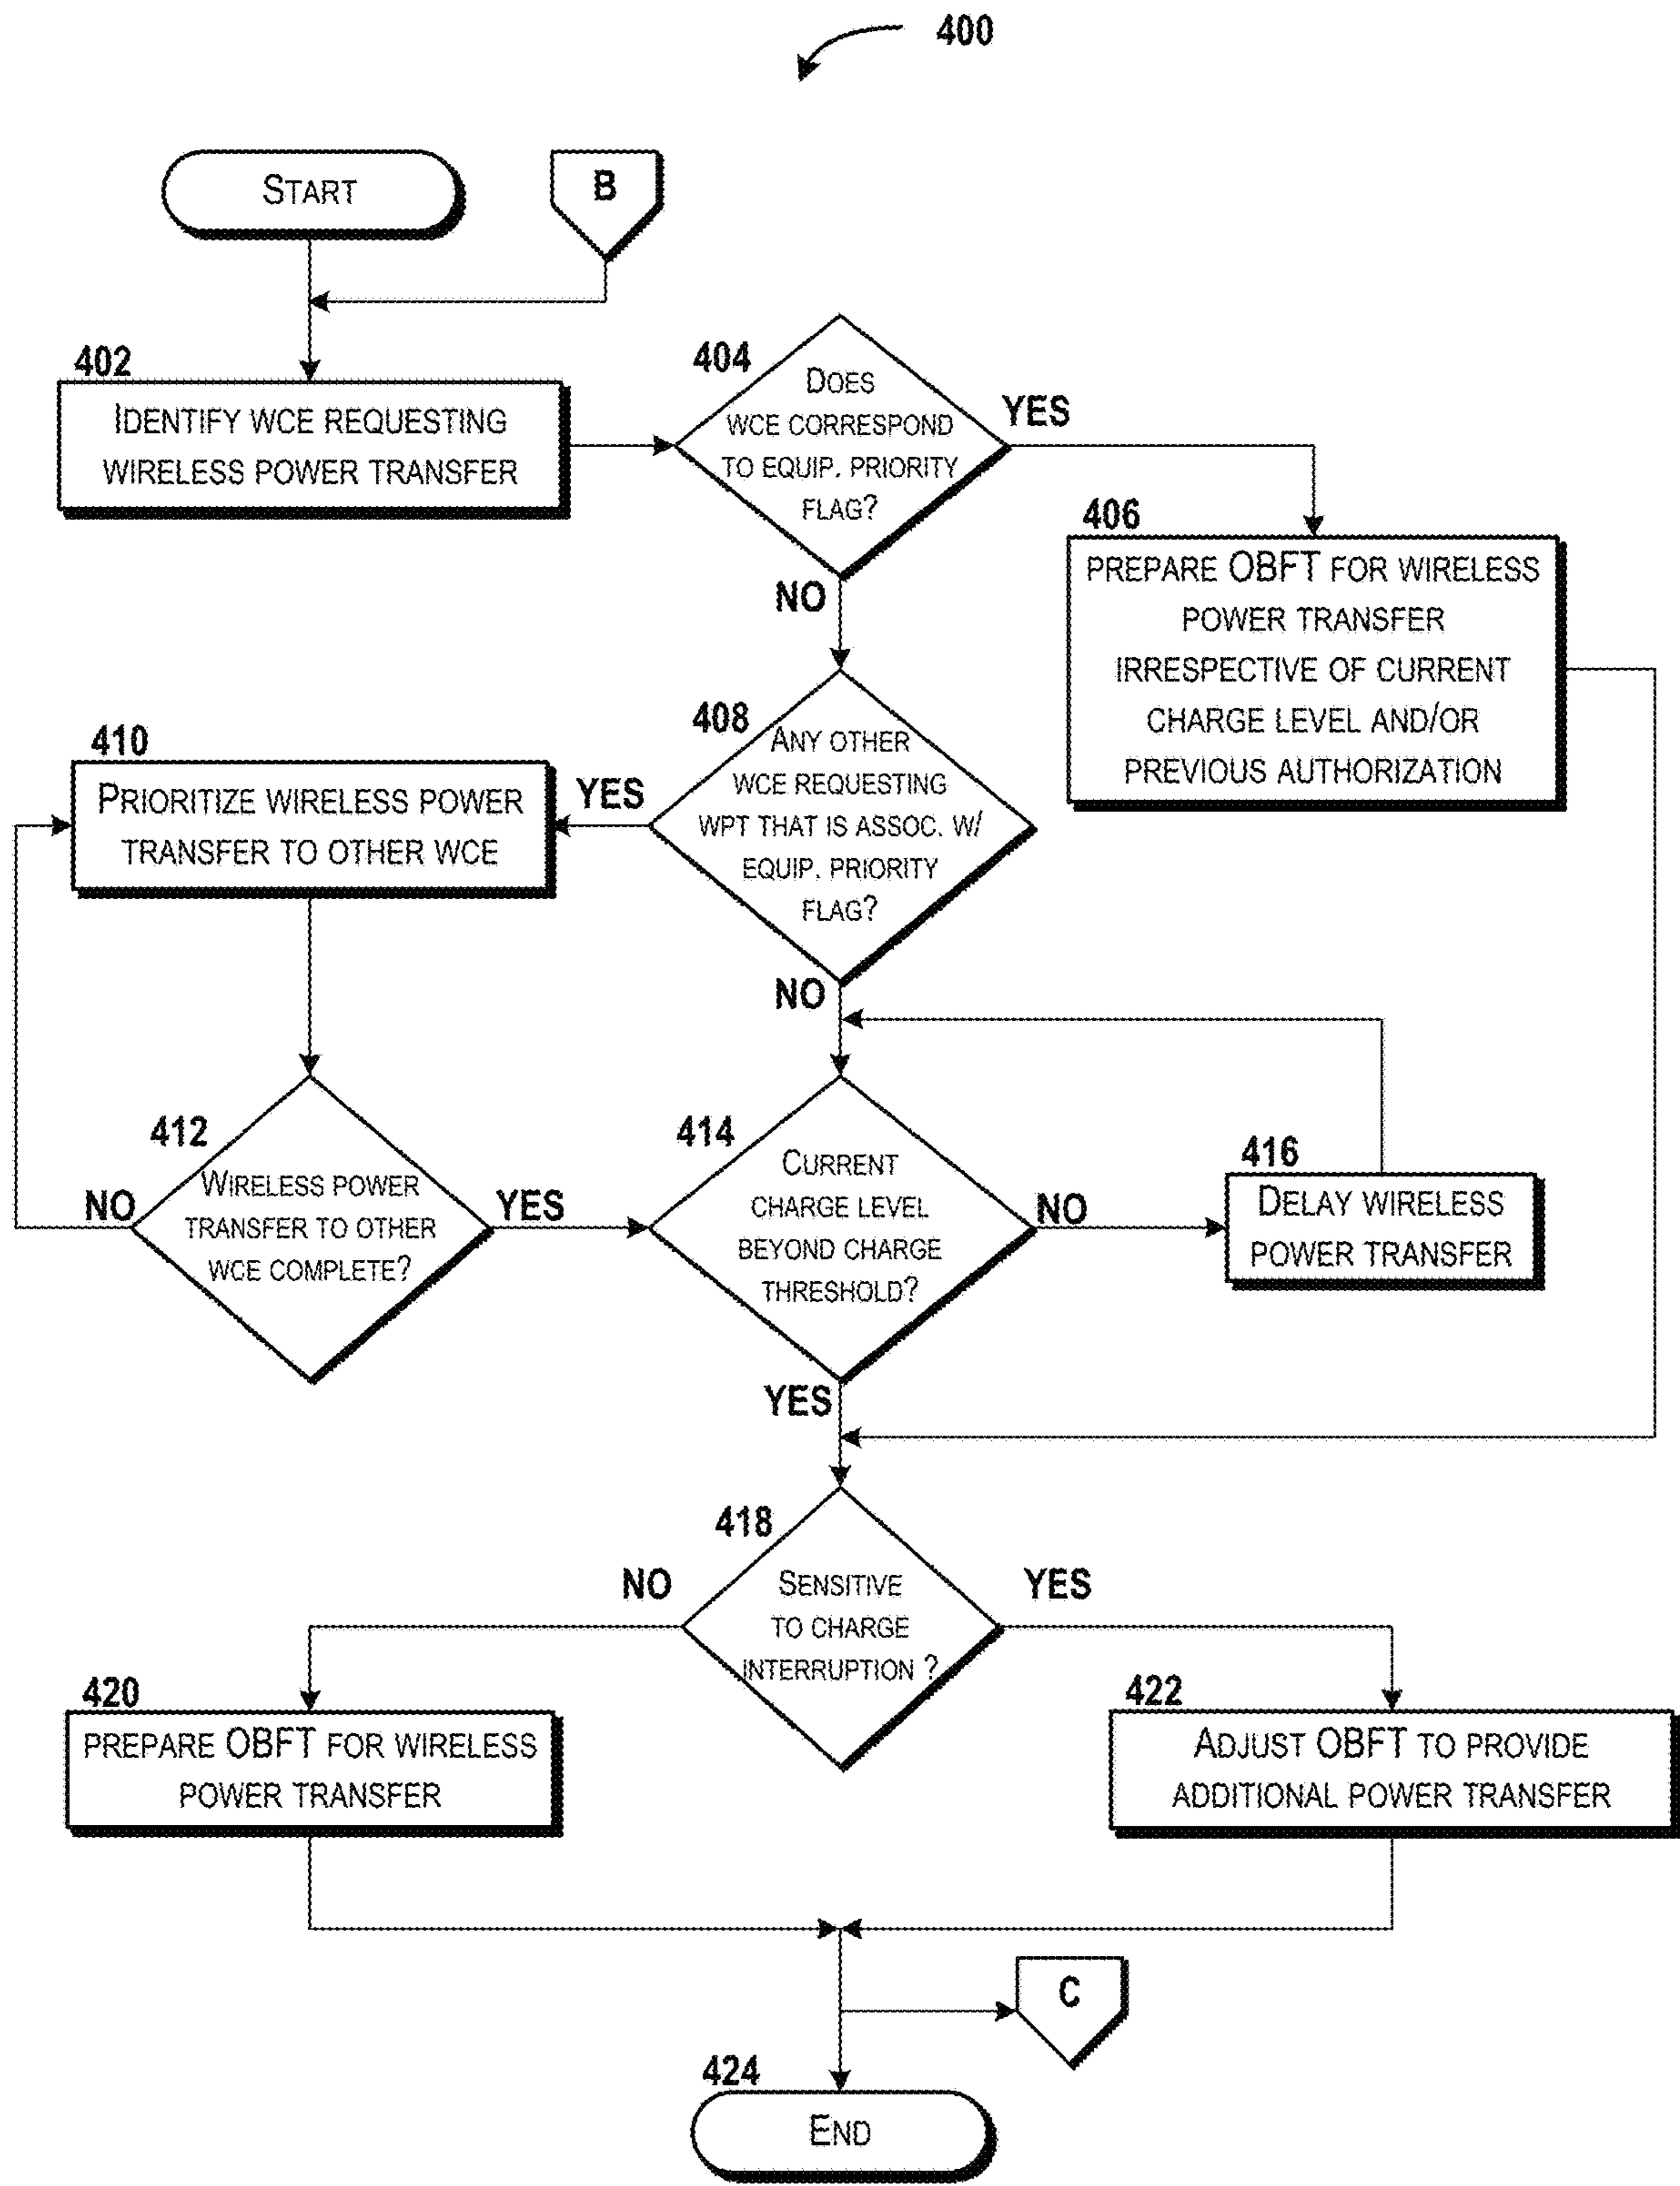 400
START
B
402
IDENTIFY WCE REQUESTING
WIRELESS POWER TRANSFER
404
DOES
WCE CORRESPOND
TO EQUIP. PRIORITY
FLAG?
YES
NO
406
PREPARE OBFT FOR WIRELESS
POWER TRANSFER
IRRESPECTIVE OF CURRENT
CHARGE LEVEL AND/OR
PREVIOUS AUTHORIZATION
408
ANY OTHER
WCE REQUESTING
WPT THAT IS ASSOC. W/
EQUIP. PRIORITY
FLAG?
YES
NO
410
PRIORITIZE WIRELESS POWER
TRANSFER TO OTHER WCE
412
WIRELESS POWER
TRANSFER TO OTHER
WCE COMPLETE?
NO
YES
414
CURRENT
CHARGE LEVEL
BEYOND CHARGE
THRESHOLD?
NO
YES
416
DELAY WIRELESS
POWER TRANSFER
418
SENSITIVE
TO CHARGE
INTERRUPTION ?
NO
YES
420
PREPARE OBFT FOR WIRELESS
POWER TRANSFER
422
ADJUST OBFT TO PROVIDE
ADDITIONAL POWER TRANSFER
C
424
END